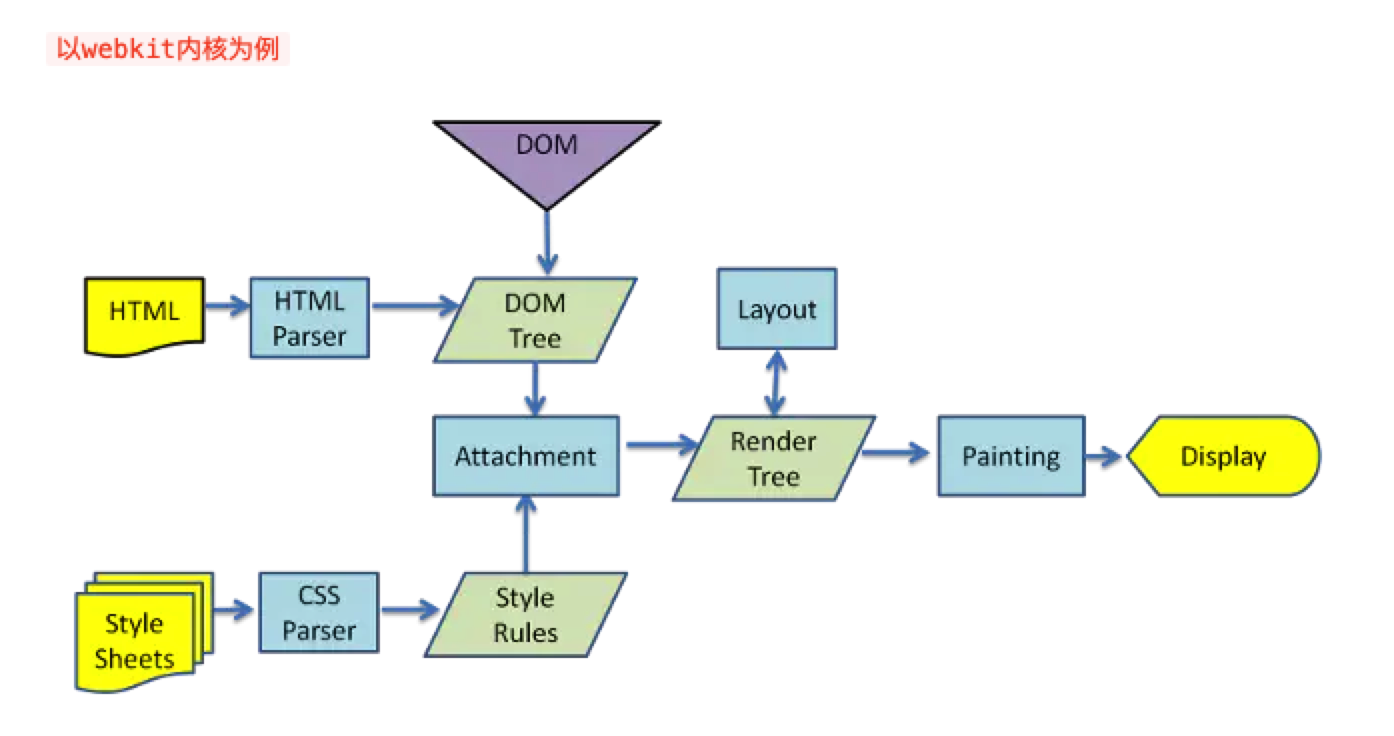 以webkit内核为例
DOM
HTML
HTML
Parser
DOM
Tree
Layout
Attachment
Render
Tree
Painting
Display
Style
Sheets
CSS
Parser
Style
Rules